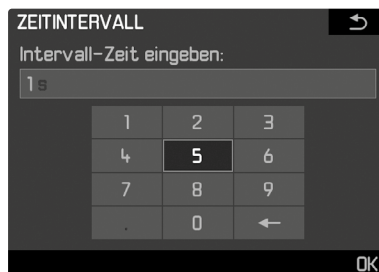 ZEITINTERVALL
Intervall-Zeit eingeben:
1 s
1 2 3
4 5 6
7 8 9
. 0 ←
OK